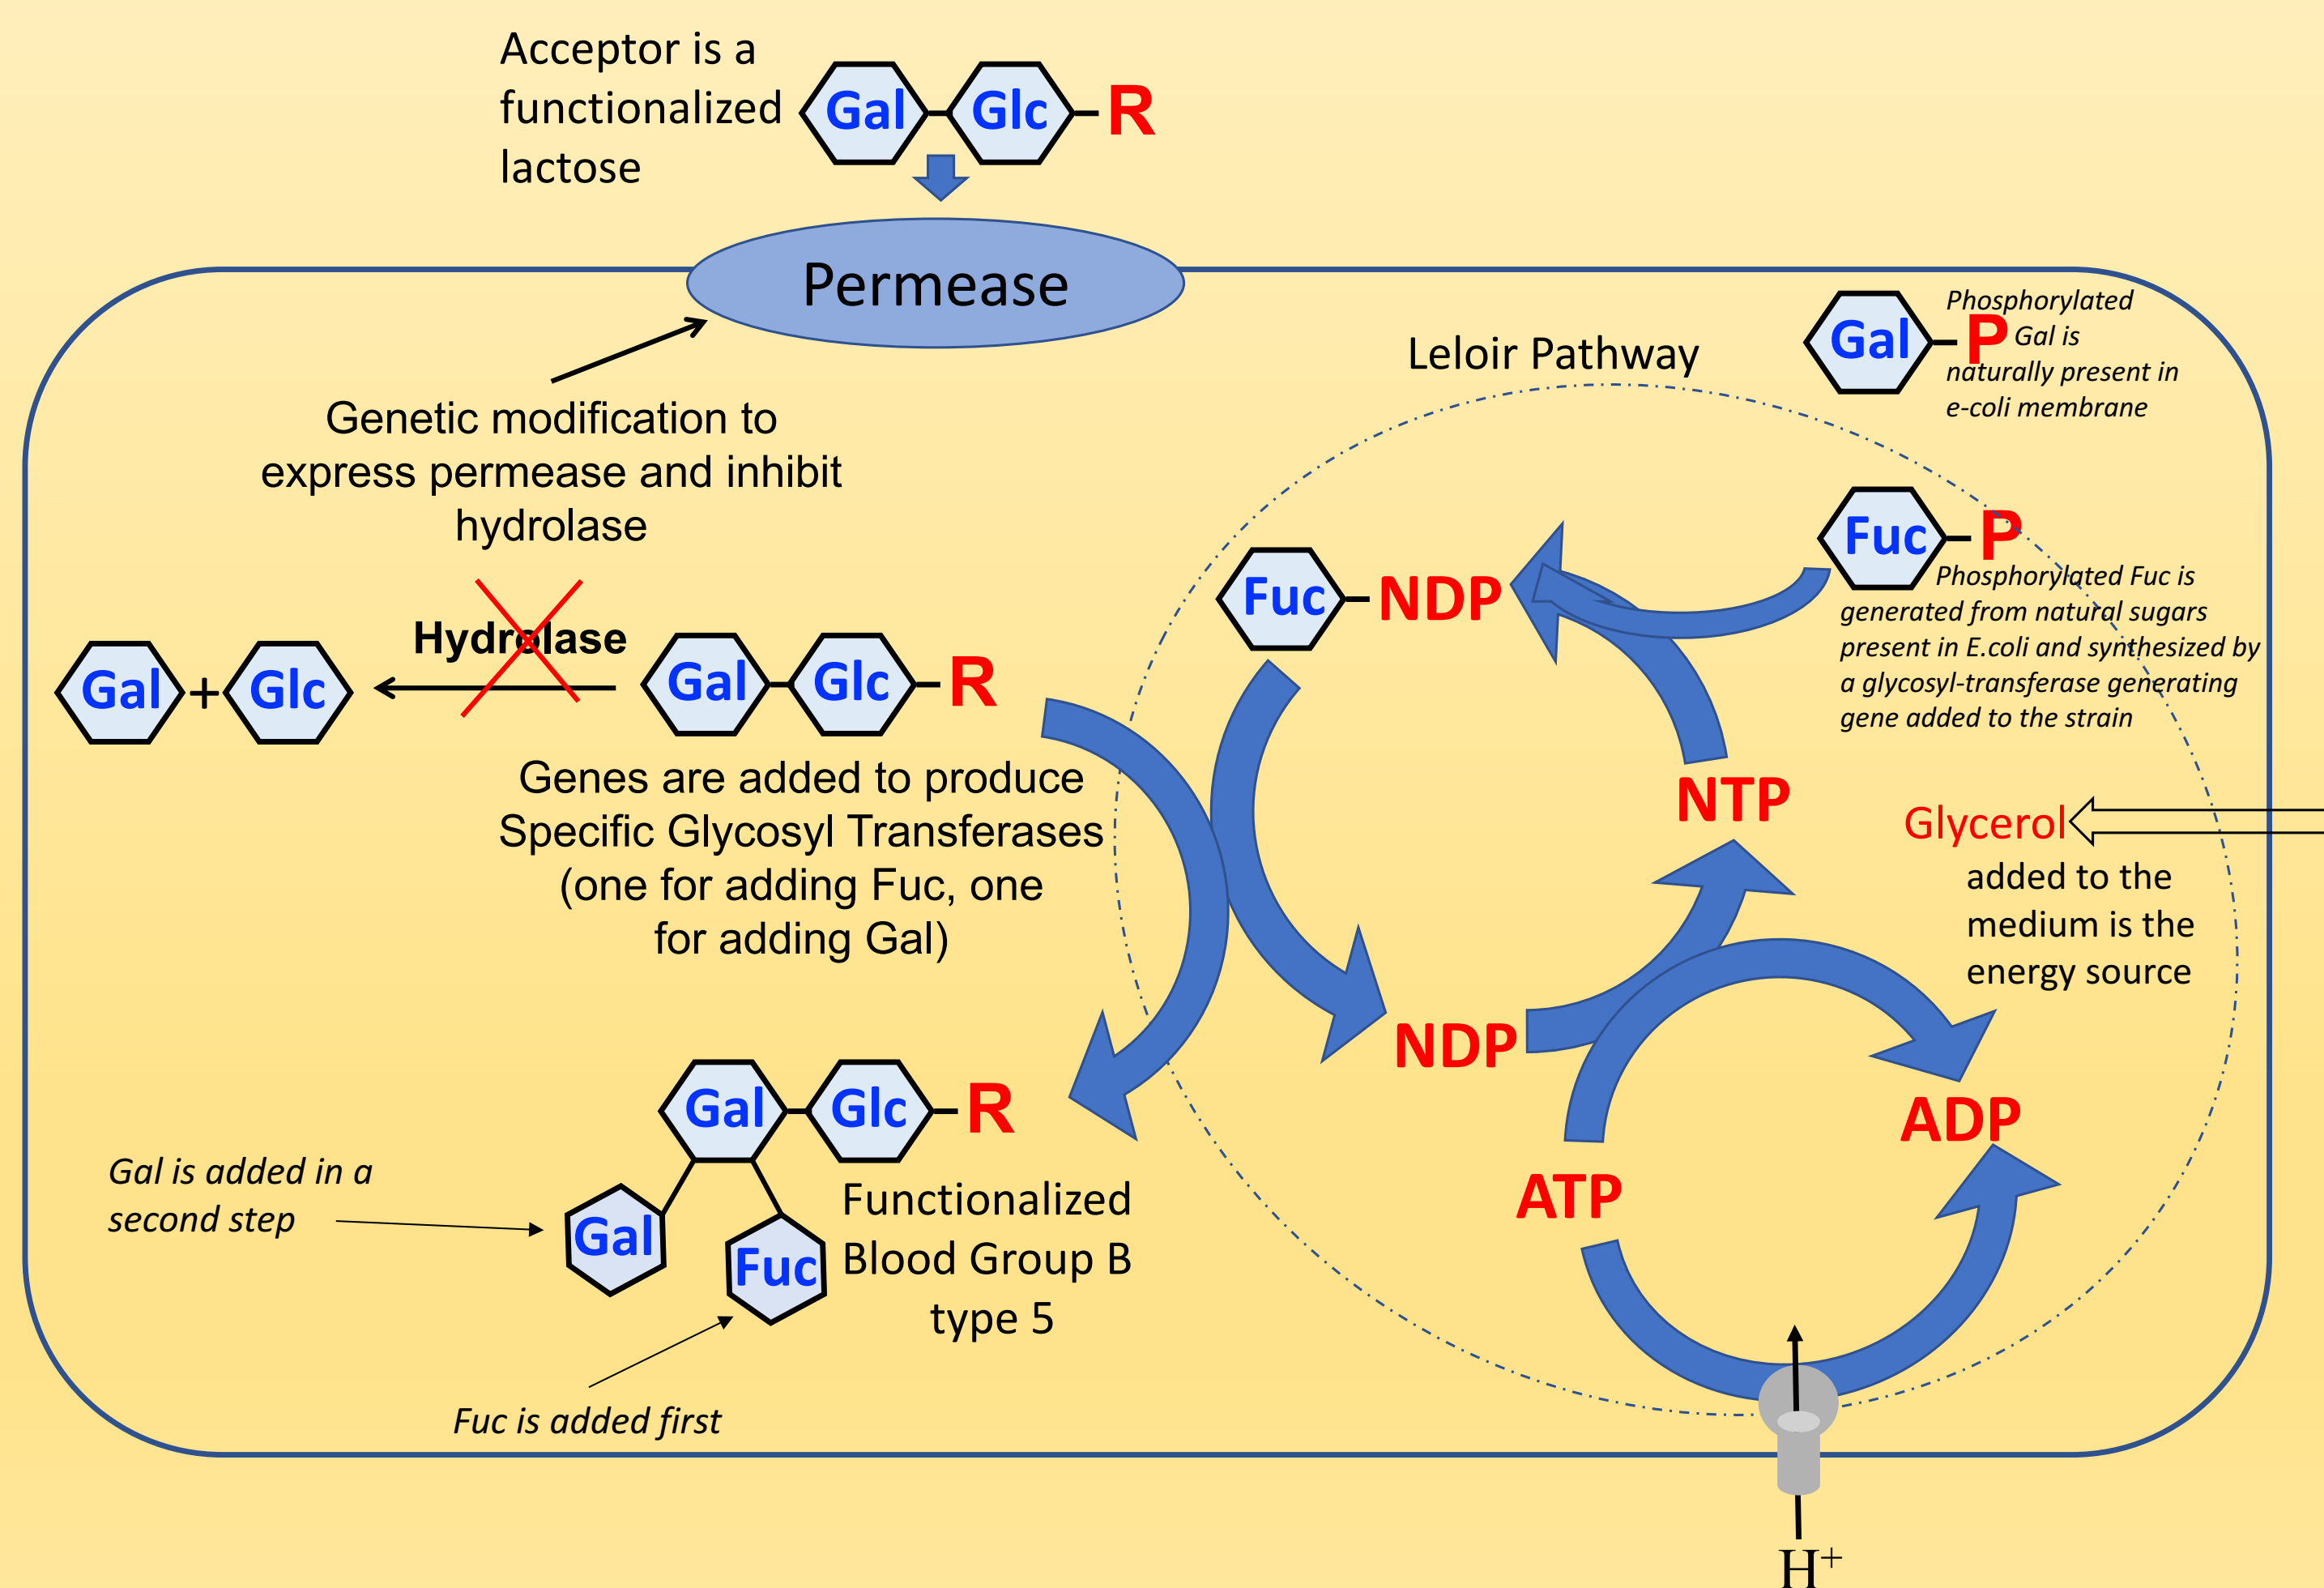 Acceptor is a
functionalized
lactose
Gal Glc R
Permease
Genetic modification to
express permease and inhibit
hydrolase
Hydrolase
Gal + Glc
Gal Glc R
Genes are added to produce
Specific Glycosyl Transferases
(one for adding Fuc, one
for adding Gal)
Gal Glc R
Gal is added in a
second step
Gal
Fuc
Functionalized
Blood Group B
type 5
Fuc is added first
Leloir Pathway
Gal P
Phosphorylated
Gal is
naturally present in
e-coli membrane
Fuc P
Phosphorylated Fuc is
generated from natural sugars
present in E.coli and synthesized by
a glycosyl-transferase generating
gene added to the strain
Fuc NDP
NTP
Glycerol
added to the
medium is the
energy source
NDP
ADP
ATP
H+